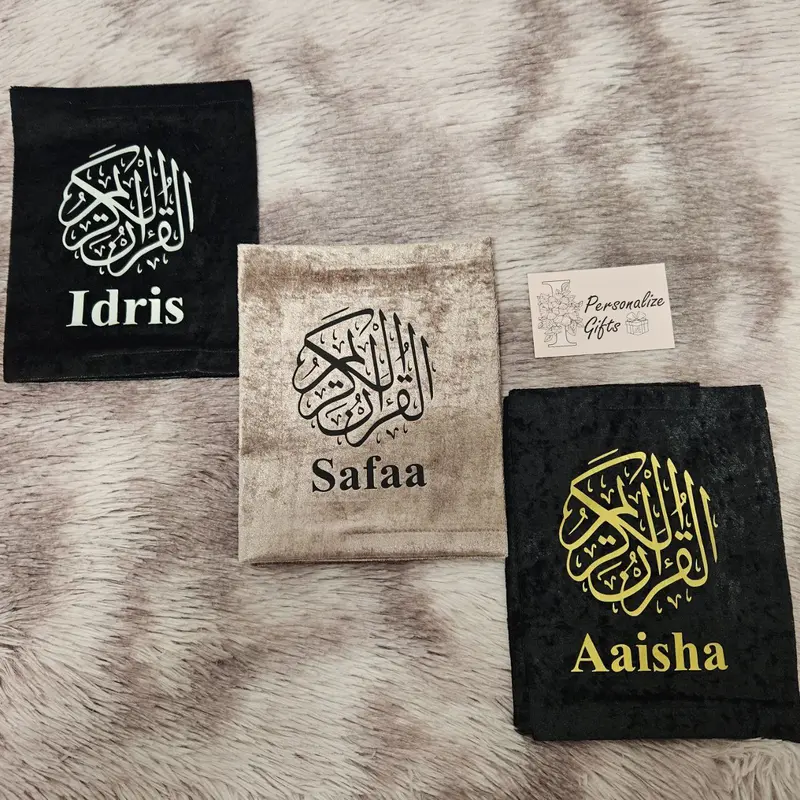 القرآن الكريم
Idris
القرآن الكريم
Safaa
Personalize
Gifts
القرآن الكريم
Aaisha